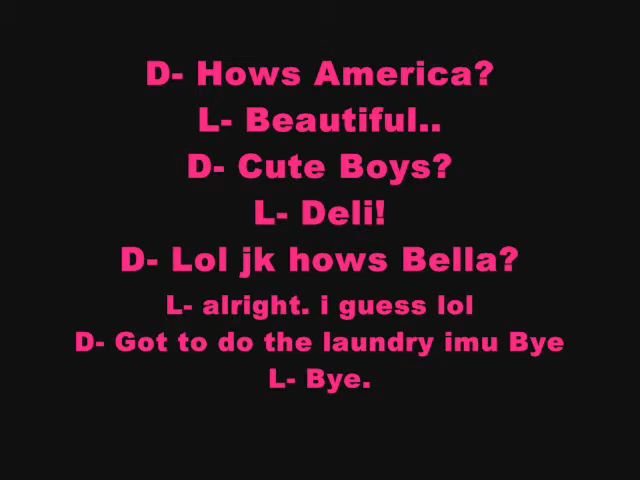 D- Hows America?
L- Beautiful..
D- Cute Boys?
L- Deli!
D- Lol jk hows Bella?
L- alright. i guess lol
D- Got to do the laundry imu Bye
L- Bye.